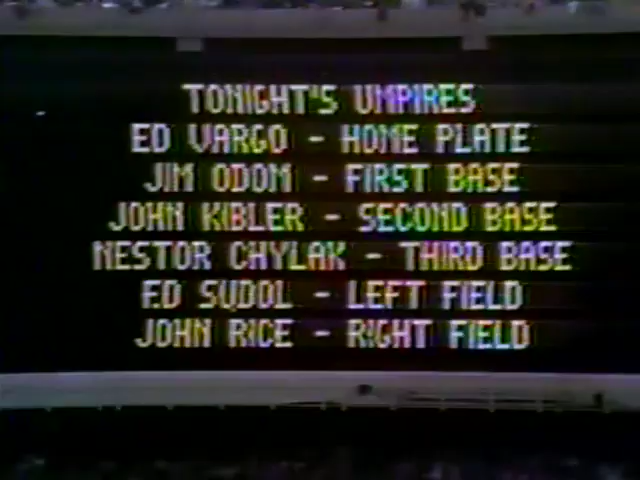 TONIGHT'S UMPIRES
ED VARGO - HOME PLATE
JIM ODOM - FIRST BASE
JOHN KIBLER - SECOND BASE
NESTOR CHYLAK - THIRD BASE
ED SUDOL - LEFT FIELD
JOHN RICE - RIGHT FIELD